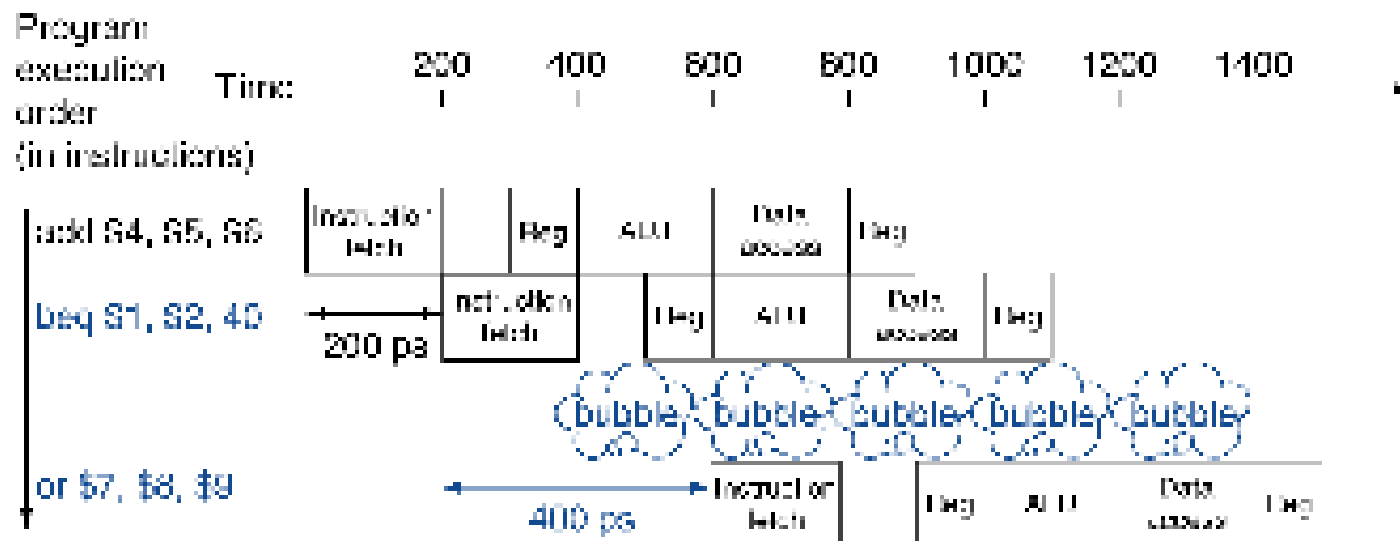 Program
execution
order
(in instructions)
Time
200 400 600 800 1000 1200 1400
add $4, $5, $6
Instruction
fetch
Reg
ALU
Data
access
Reg
beq $1, $2, 40
200 ps
Instruction
fetch
Reg
ALU
Data
access
Reg
bubble bubble bubble bubble bubble
or $7, $8, $9
400 ps
Instruction
fetch
Reg
ALU
Data
access
Reg